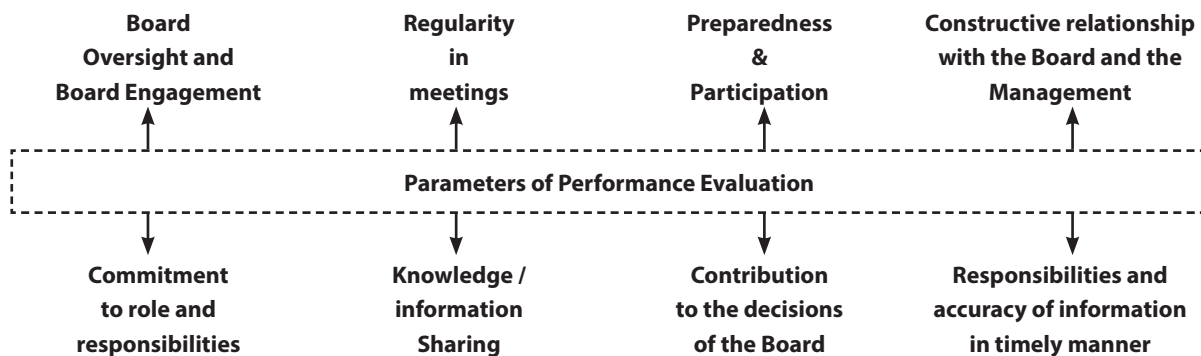 Board
Oversight and
Board Engagement
Regularity
in
meetings
Preparedness
&
Participation
Constructive relationship
with the Board and the
Management
Parameters of Performance Evaluation
Commitment
to role and
responsibilities
Knowledge /
information
Sharing
Contribution
to the decisions
of the Board
Responsibilities and
accuracy of information
in timely manner